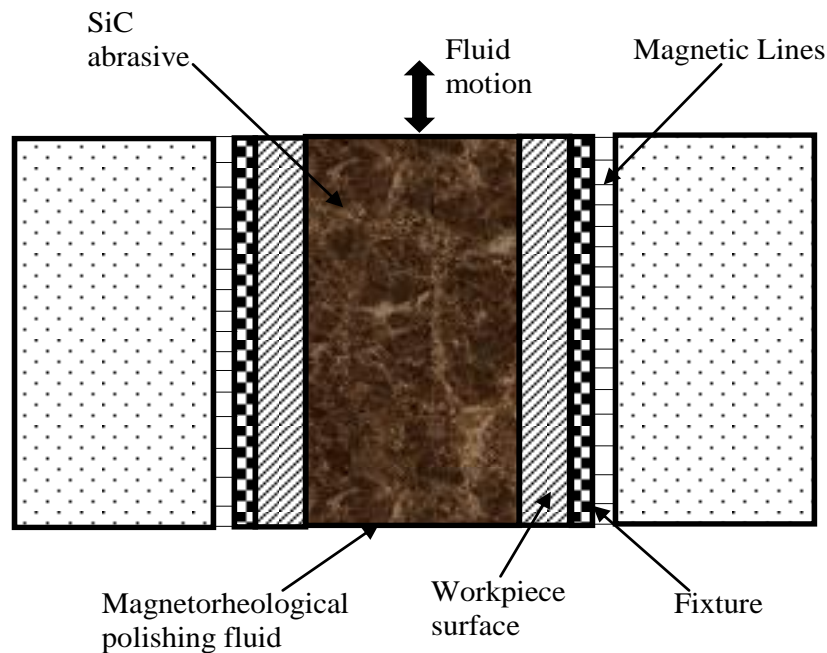 SiC
abrasive
Fluid
motion
Magnetic Lines
Magnetorheological
polishing fluid
Workpiece
surface
Fixture